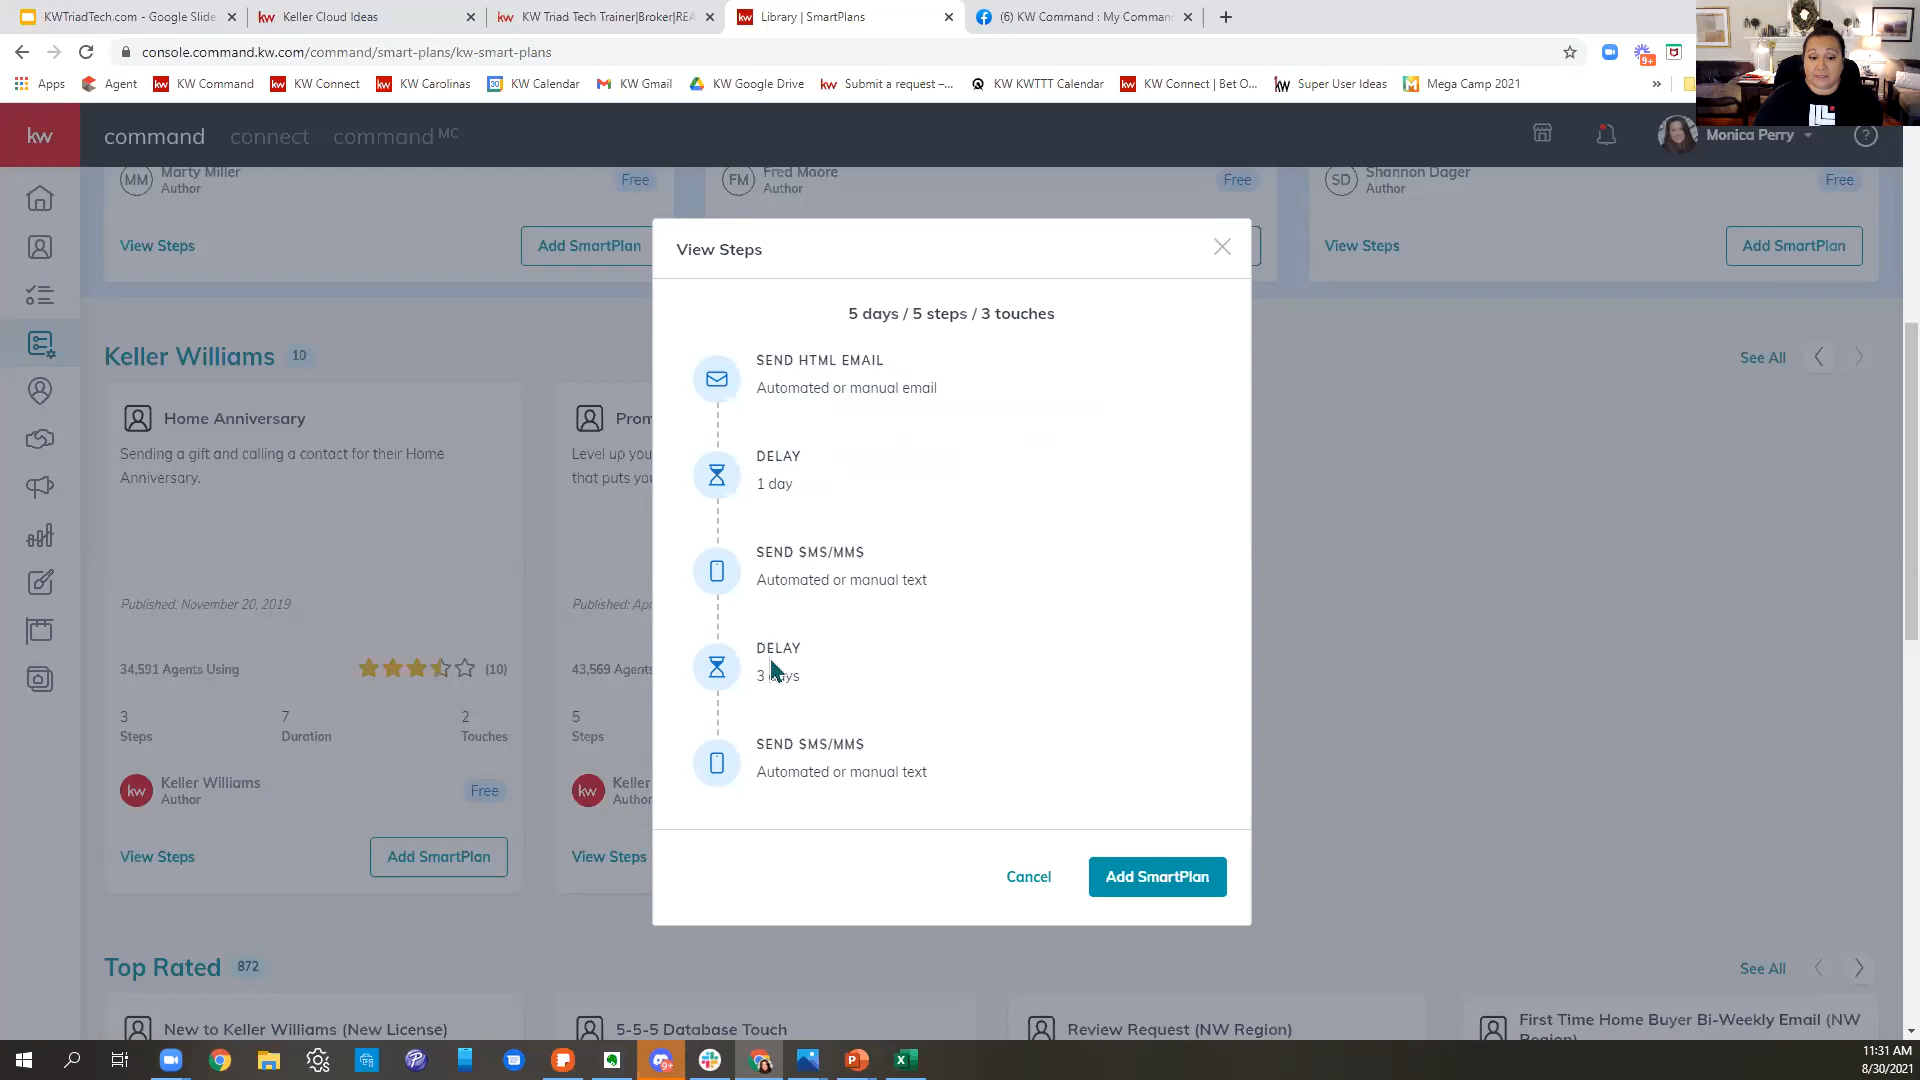 KWTriadTech.com - Google Slide
Keller Cloud Ideas
KW Triad Tech Trainer|Broker|REA
Library | SmartPlans
(6) KW Command : My Comman
console.command.kw.com/command/smart-plans/kw-smart-plans
Apps
Agent
KW Command
KW Connect
KW Carolinas
KW Calendar
KW Gmail
KW Google Drive
Submit a request –...
KW KWTTT Calendar
KW Connect | Bet O...
Super User Ideas
Mega Camp 2021
kw
command
connect
command MC
Monica Perry
MM
Marty Miller
Author
Free
FM
Fred Moore
Author
Free
SD
Shannon Dager
Author
Free
View Steps
Add SmartPlan
View Steps
Add SmartPlan
Keller Williams 10
See All
Home Anniversary
Sending a gift and calling a contact for their Home
Anniversary.
Published: November 20, 2019
34,591 Agents Using
(10)
3
Steps
7
Duration
2
Touches
kw
Keller Williams
Author
Free
View Steps
Add SmartPlan
Prom
Level up you
that puts you
Published: Apr
43,569 Agents
5
Steps
kw
Keller
Author
View Steps
View Steps
5 days / 5 steps / 3 touches
SEND HTML EMAIL
Automated or manual email
DELAY
1 day
SEND SMS/MMS
Automated or manual text
DELAY
3 days
SEND SMS/MMS
Automated or manual text
Cancel
Add SmartPlan
Top Rated 872
See All
New to Keller Williams (New License)
5-5-5 Database Touch
Review Request (NW Region)
First Time Home Buyer Bi-Weekly Email (NW
Region)
11:31 AM
8/30/2021